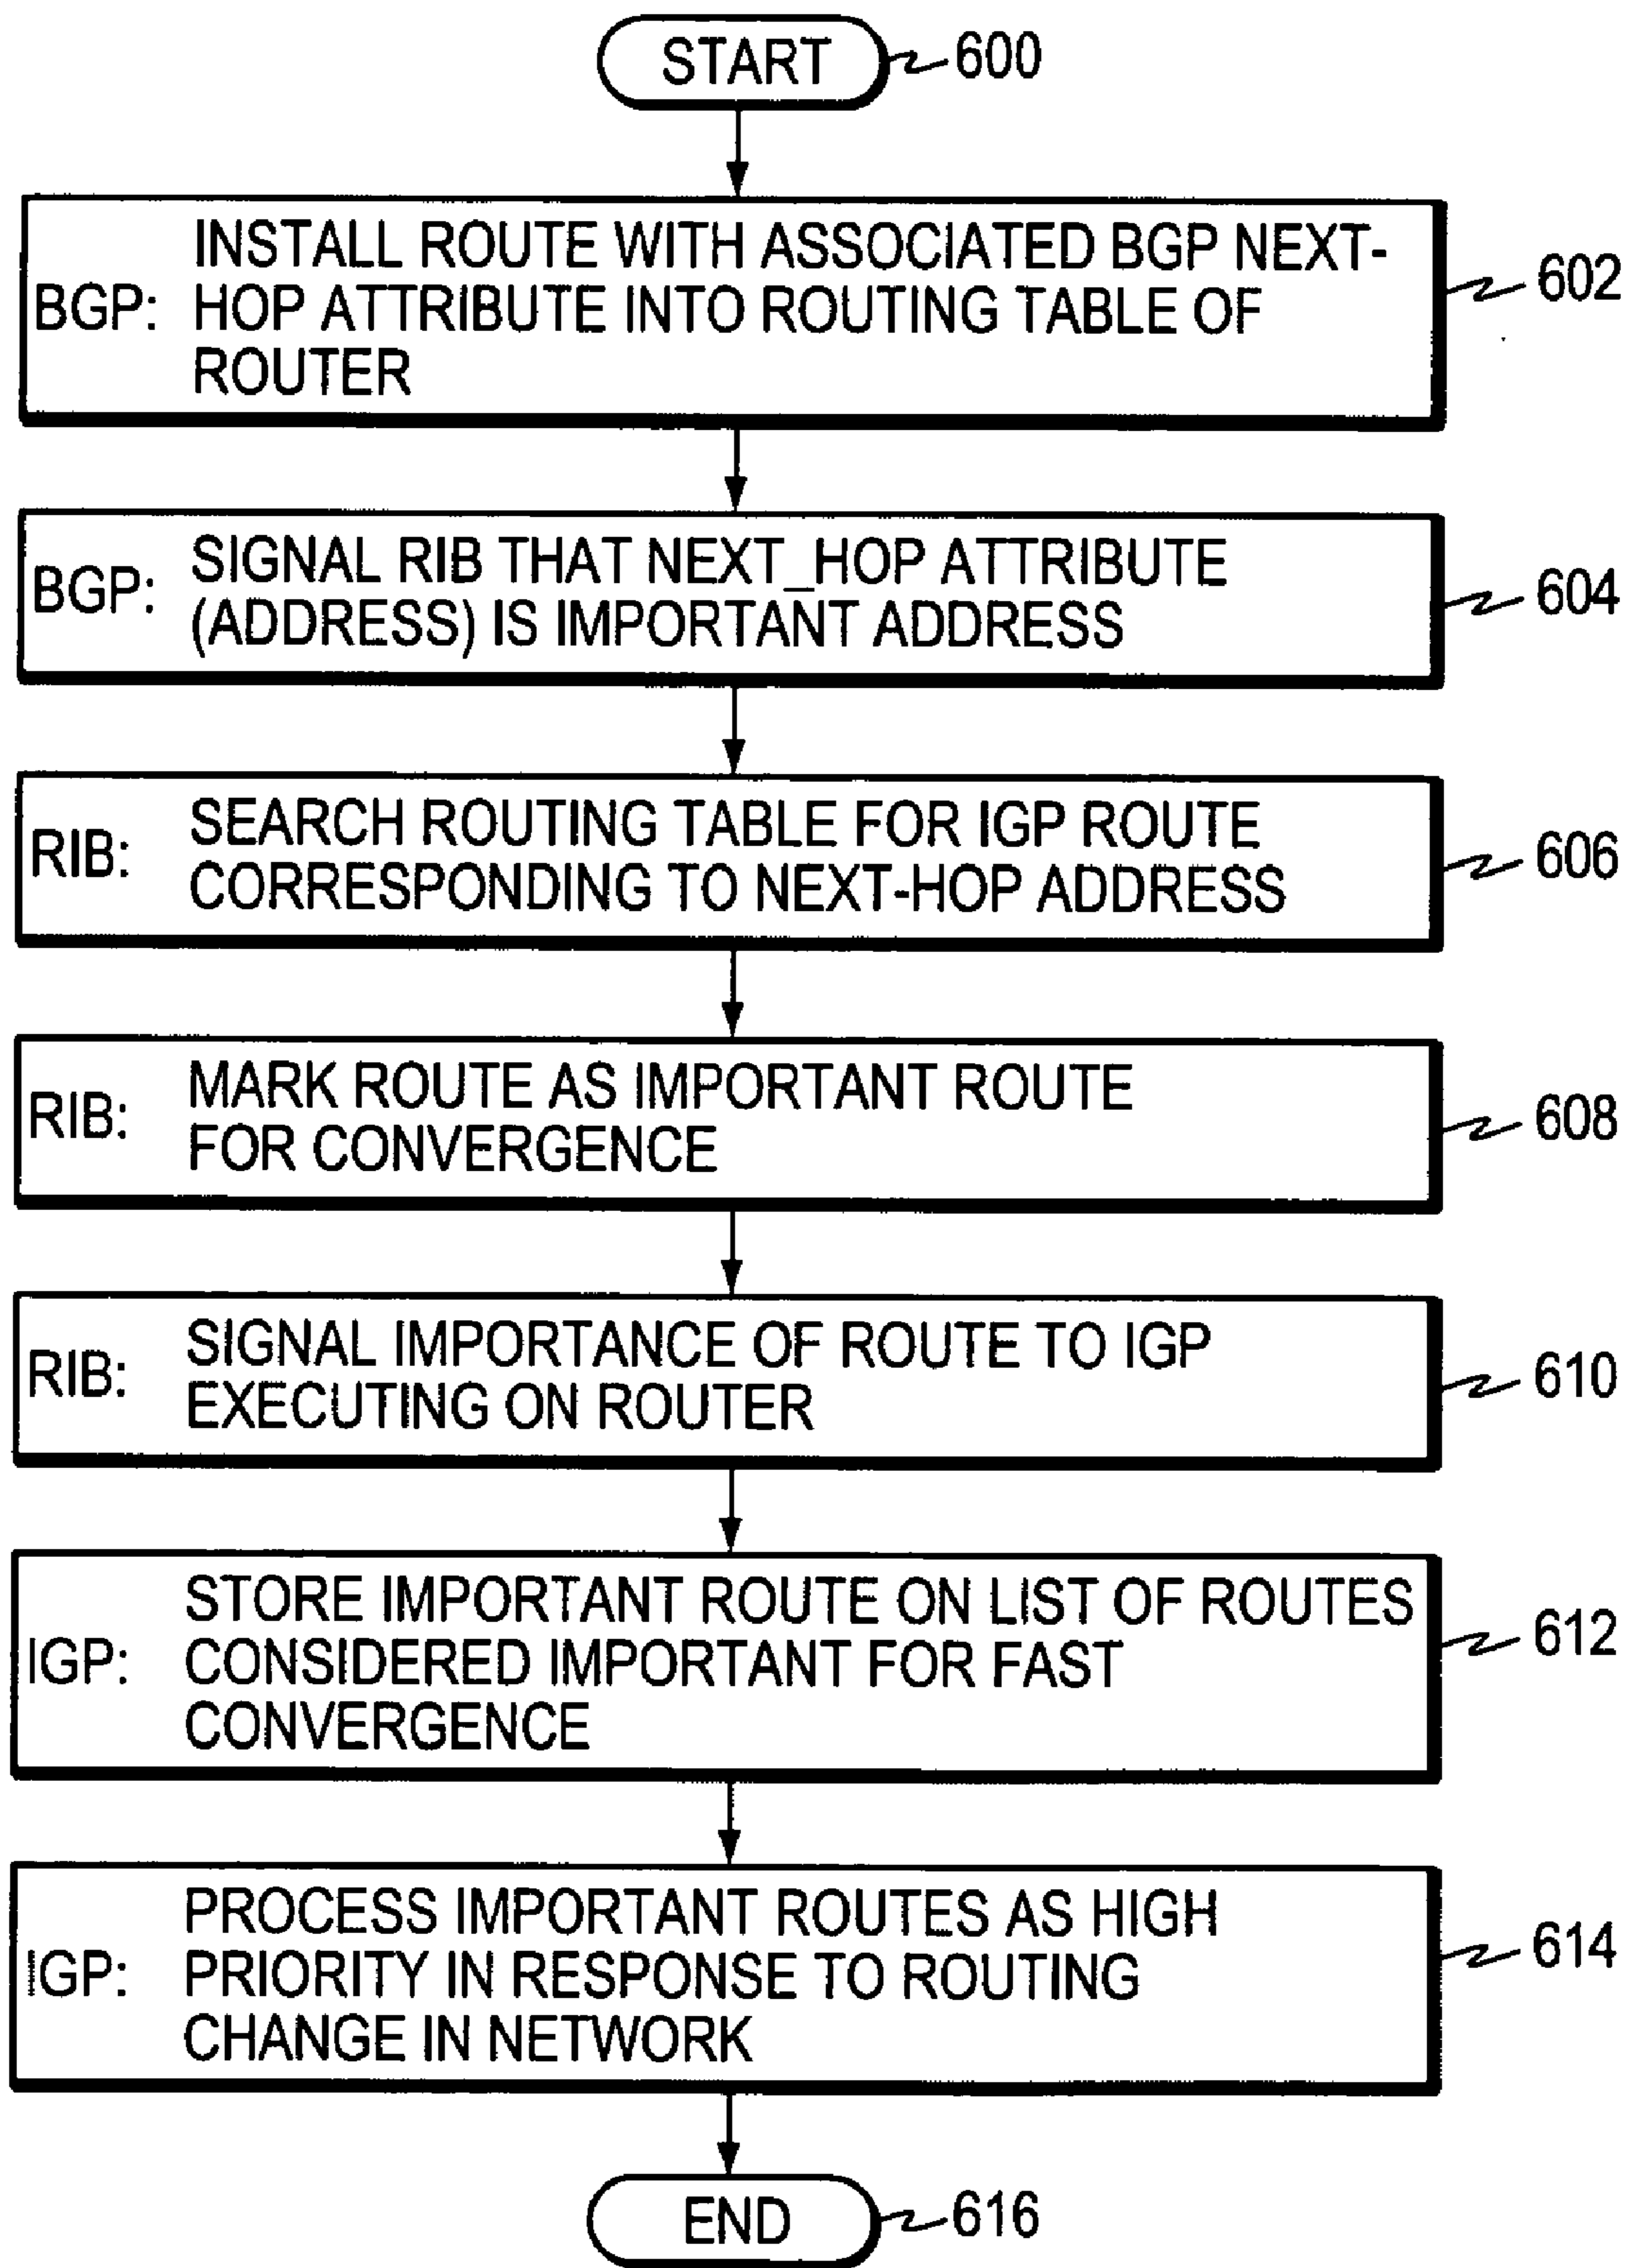 START 600
INSTALL ROUTE WITH ASSOCIATED BGP NEXT-
BGP: HOP ATTRIBUTE INTO ROUTING TABLE OF 602
ROUTER
BGP: SIGNAL RIB THAT NEXT_HOP ATTRIBUTE
(ADDRESS) IS IMPORTANT ADDRESS 604
RIB: SEARCH ROUTING TABLE FOR IGP ROUTE
CORRESPONDING TO NEXT-HOP ADDRESS 606
RIB: MARK ROUTE AS IMPORTANT ROUTE
FOR CONVERGENCE 608
RIB: SIGNAL IMPORTANCE OF ROUTE TO IGP
EXECUTING ON ROUTER 610
STORE IMPORTANT ROUTE ON LIST OF ROUTES
IGP: CONSIDERED IMPORTANT FOR FAST 612
CONVERGENCE
PROCESS IMPORTANT ROUTES AS HIGH
IGP: PRIORITY IN RESPONSE TO ROUTING 614
CHANGE IN NETWORK
END 616